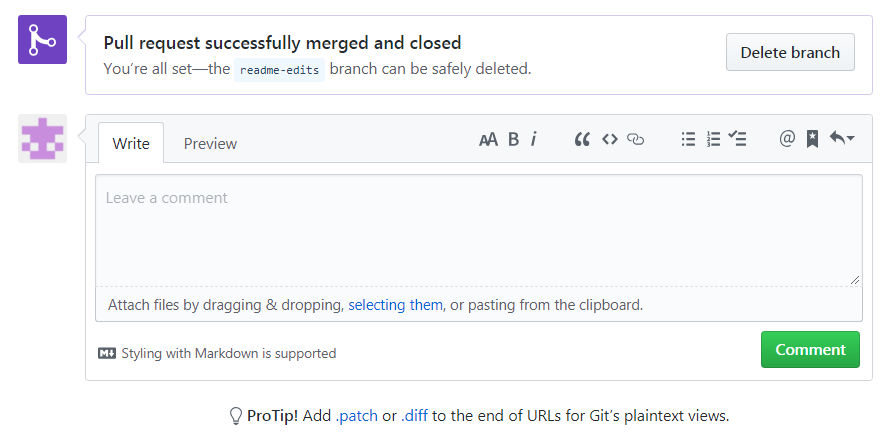 Pull request successfully merged and closed
You’re all set—the readme-edits branch can be safely deleted.
Delete branch
Write
Preview
AA B i
@
Leave a comment
Attach files by dragging & dropping, selecting them, or pasting from the clipboard.
M↓ Styling with Markdown is supported
Comment
ProTip! Add .patch or .diff to the end of URLs for Git’s plaintext views.